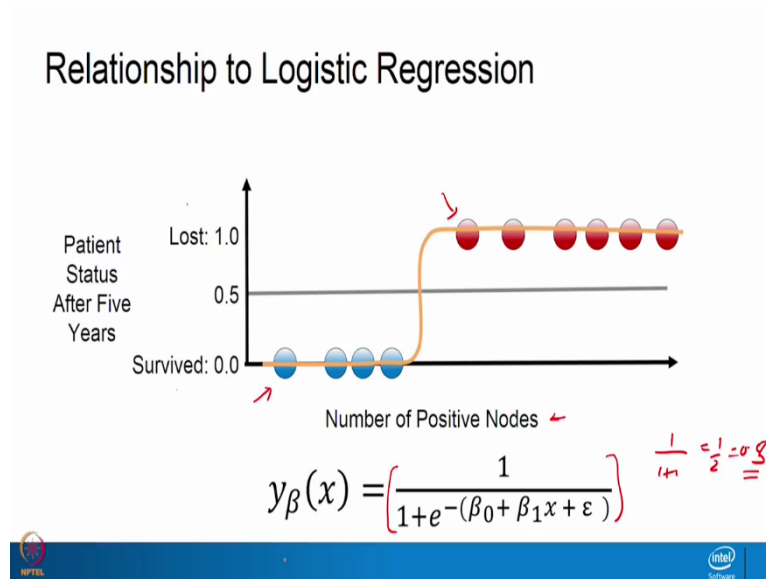 Relationship to Logistic Regression
Patient
Status
After Five
Years
Lost: 1.0
0.5
Survived: 0.0
Number of Positive Nodes
y_β(x) = (1 / (1+e^-(β₀+ β₁x + ε )))
1/(1+1) = 1/2 = 0.5
NPTEL
intel
Software